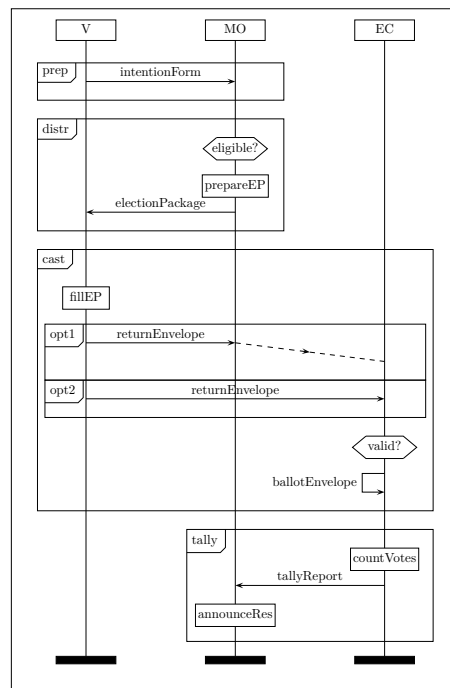 V MO EC
prep
intentionForm
distr
eligible?
prepareEP
electionPackage
cast
fillEP
opt1
returnEnvelope
opt2
returnEnvelope
valid?
ballotEnvelope
tally
countVotes
tallyReport
announceRes